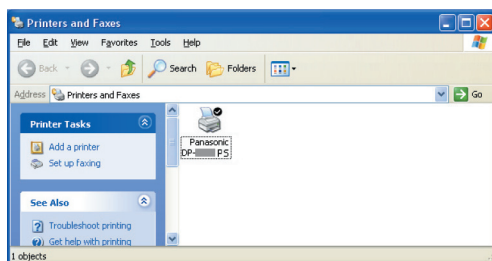 Printers and Faxes
File Edit View Favorites Tools Help
Back Search Folders
Address Printers and Faxes Go
Printer Tasks
Add a printer
Set up faxing
See Also
Troubleshoot printing
Get help with printing
Panasonic
DP- PS
1 objects